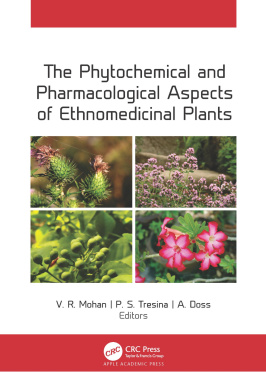 The Phytochemical and
Pharmacological Aspects
of Ethnomedicinal Plants
V. R. Mohan | P. S. Tresina | A. Doss
Editors
CRC
CRC Press
Taylor & Francis Group
APPLE ACADEMIC PRESS